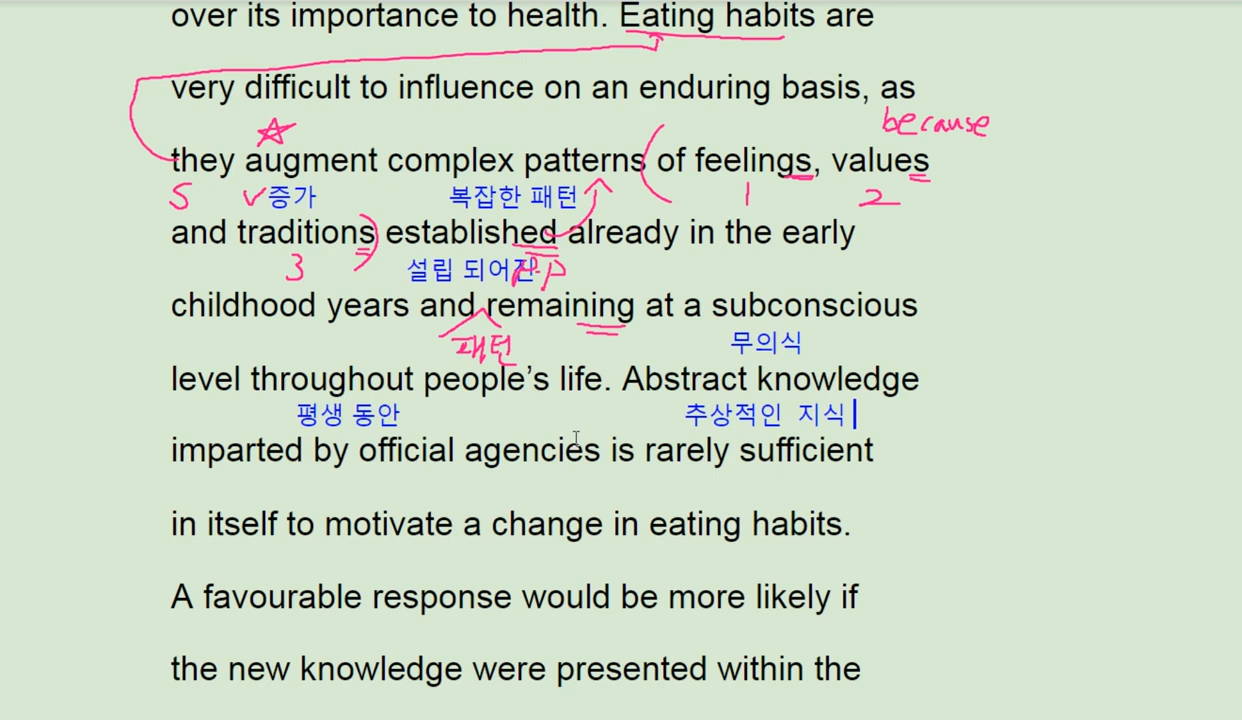 over its importance to health. Eating habits are
very difficult to influence on an enduring basis, as
because
they augment complex patterns of feelings, values
S V 증가 복잡한 패턴 1 2
and traditions established already in the early
3 설립 되어진 P.P
childhood years and remaining at a subconscious
패턴 무의식
level throughout people’s life. Abstract knowledge
평생 동안 추상적인 지식
imparted by official agencies is rarely sufficient
in itself to motivate a change in eating habits.
A favourable response would be more likely if
the new knowledge were presented within the